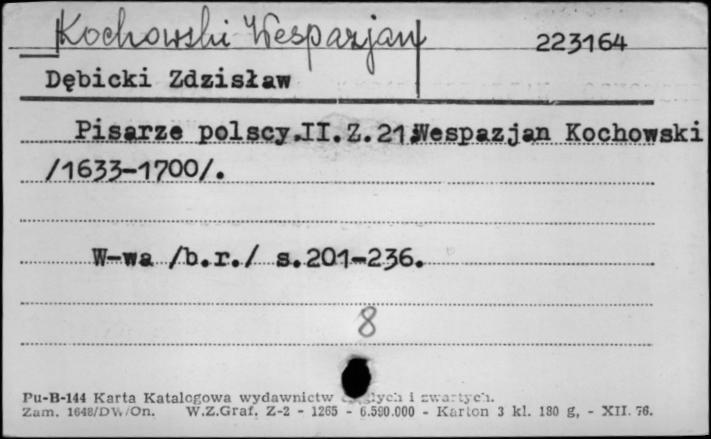 Kochowski Wespazjan
223164
Dębicki Zdzisław
Pisarze polscy.II.Z.21:Wespazjan Kochowski
/1633-1700/.
W-wa /b.r./ s.201-236.
8
Pu-B-144 Karta Katalogowa wydawnictw i zwartych.
Zam. 1648/DW/On. W.Z.Graf. Z-2 - 1265 - 6.590.000 - Karton 3 kl. 180 g, - XII. 76.